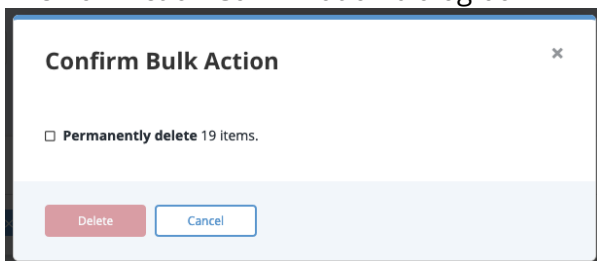 Confirm Bulk Action
×
Permanently delete 19 items.
Delete
Cancel